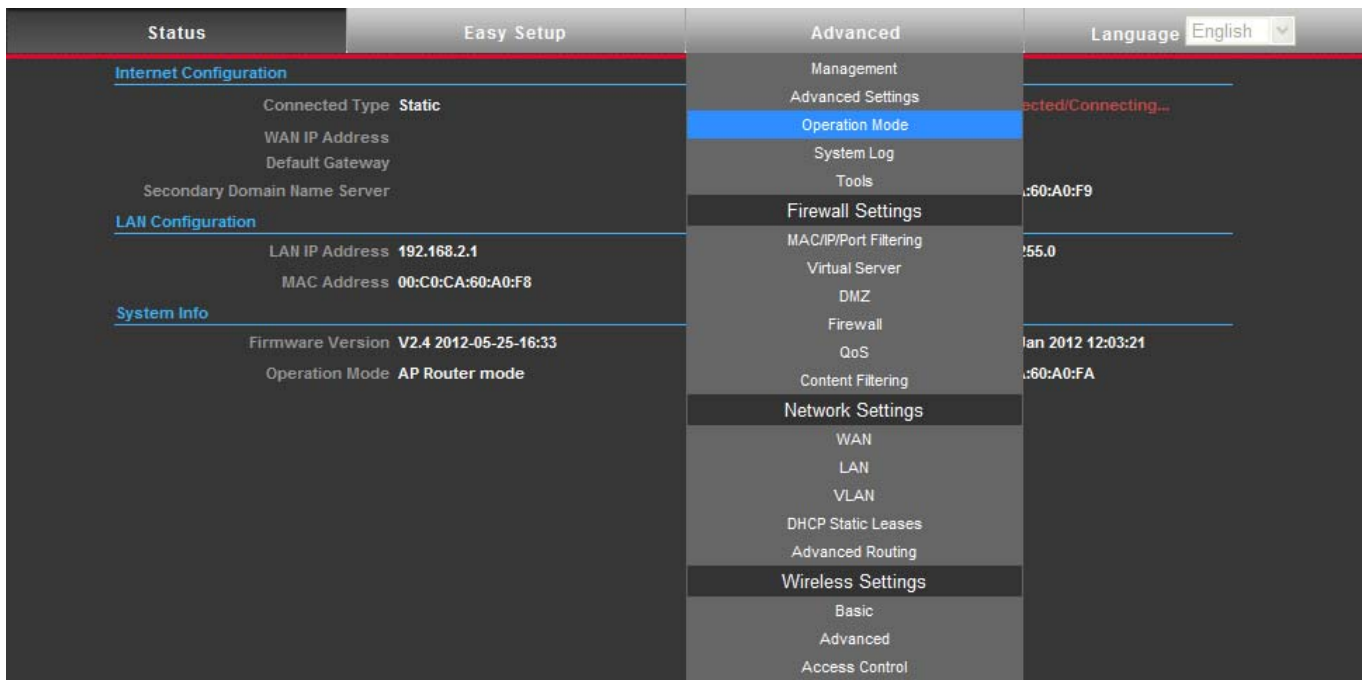 Status Easy Setup Advanced Language English
Internet Configuration
Connected Type Static
WAN IP Address
Default Gateway
Secondary Domain Name Server
LAN Configuration
LAN IP Address 192.168.2.1
MAC Address 00:C0:CA:60:A0:F8
System Info
Firmware Version V2.4 2012-05-25-16:33
Operation Mode AP Router mode
Management
Advanced Settings
Operation Mode
System Log
Tools
Firewall Settings
MAC/IP/Port Filtering
Virtual Server
DMZ
Firewall
QoS
Content Filtering
Network Settings
WAN
LAN
VLAN
DHCP Static Leases
Advanced Routing
Wireless Settings
Basic
Advanced
Access Control
ected/Connecting...
:60:A0:F9
255.0
Jan 2012 12:03:21
:60:A0:FA